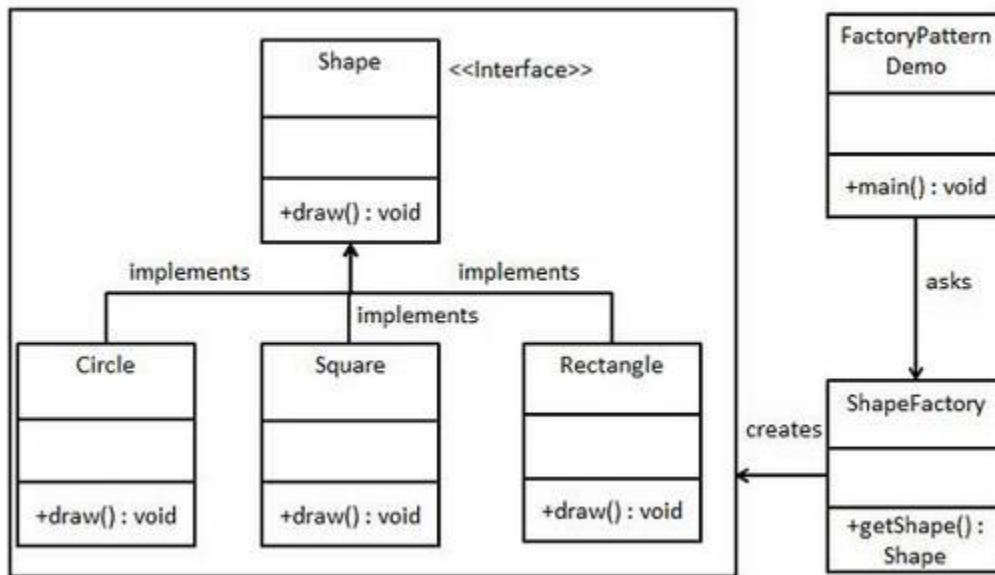 Shape
<<Interface>>
+draw() : void
implements
implements
implements
Circle
+draw() : void
Square
+draw() : void
Rectangle
+draw() : void
FactoryPattern
Demo
+main() : void
asks
ShapeFactory
creates
+getShape() :
Shape